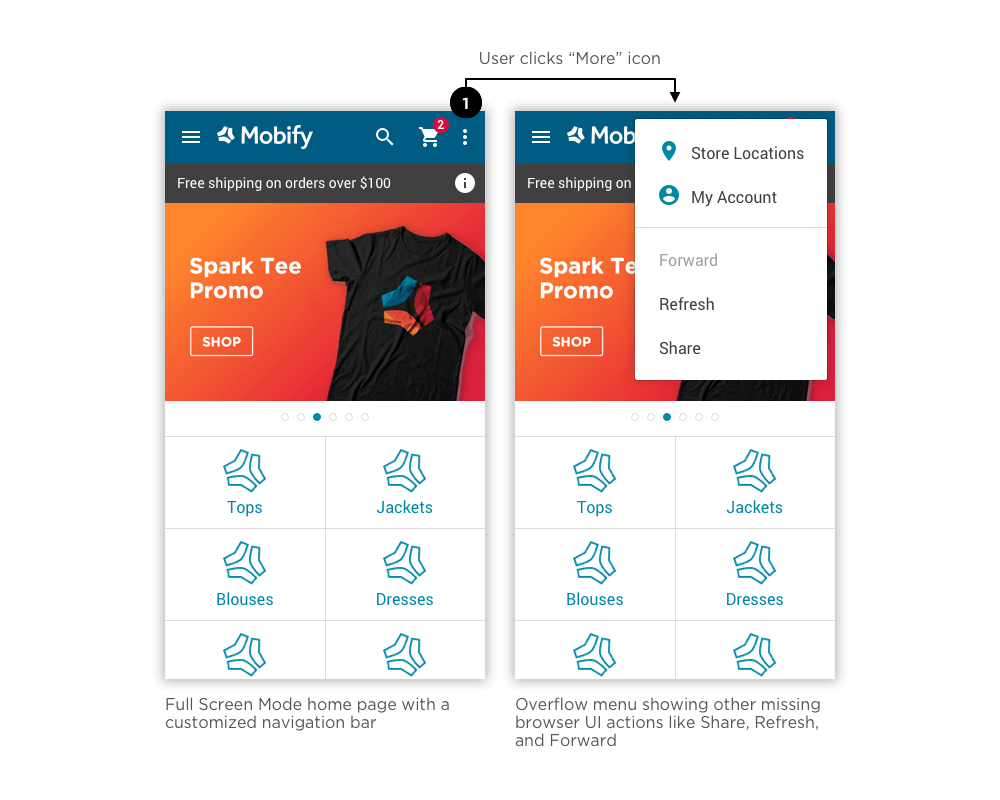 User clicks “More” icon
1
Mobify
2
Free shipping on orders over $100
Spark Tee
Promo
SHOP
Tops
Jackets
Blouses
Dresses
Full Screen Mode home page with a
customized navigation bar
Mob
Store Locations
My Account
Forward
Refresh
Share
Free shipping on
Spark Te
Promo
SHOP
Tops
Jackets
Blouses
Dresses
Overflow menu showing other missing
browser UI actions like Share, Refresh,
and Forward